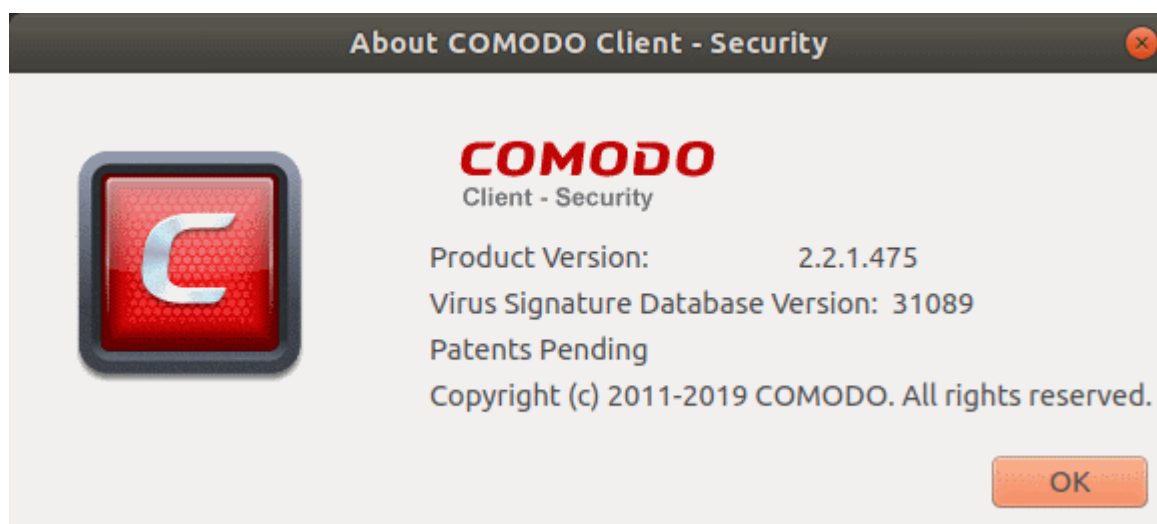 About COMODO Client - Security
COMODO
Client - Security
Product Version: 2.2.1.475
Virus Signature Database Version: 31089
Patents Pending
Copyright (c) 2011-2019 COMODO. All rights reserved.
OK